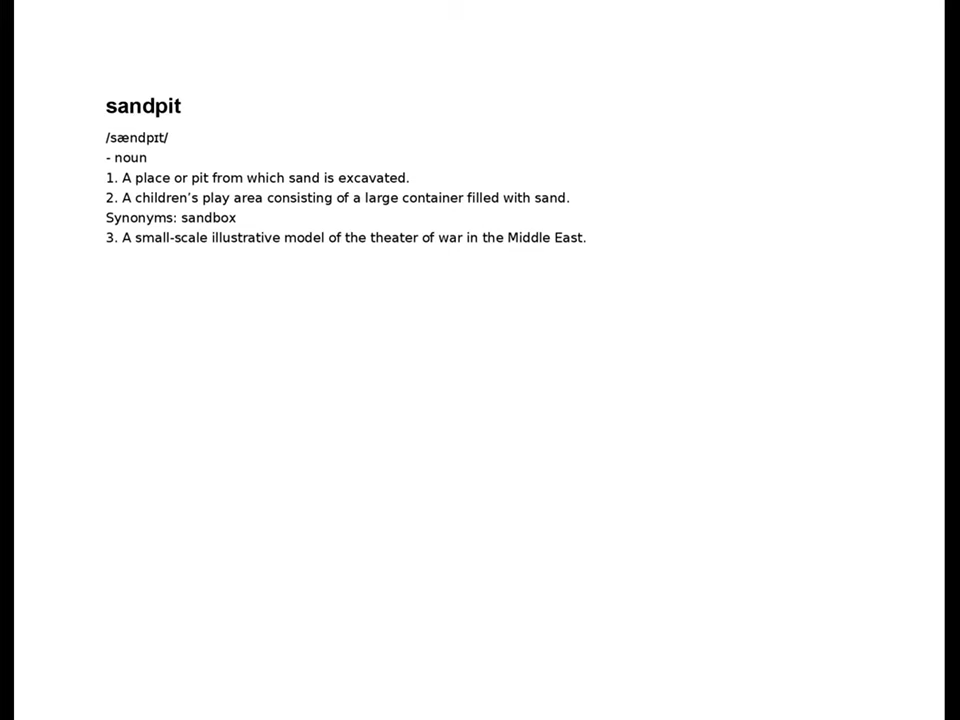 sandpit
/sændpɪt/
- noun
1. A place or pit from which sand is excavated.
2. A children’s play area consisting of a large container filled with sand.
Synonyms: sandbox
3. A small-scale illustrative model of the theater of war in the Middle East.